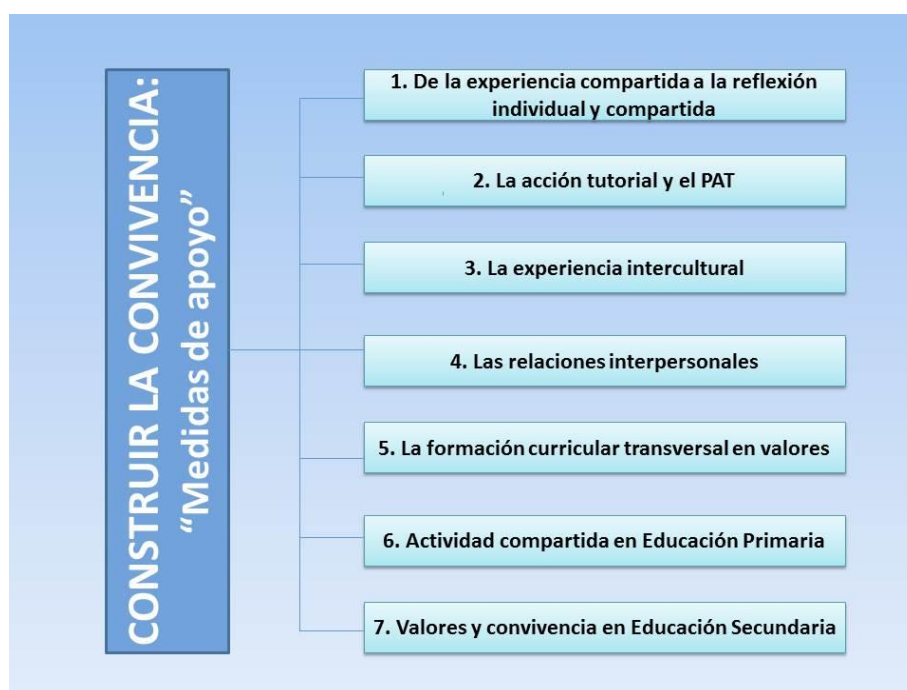 CONSTRUIR LA CONVIVENCIA:
“Medidas de apoyo”
1. De la experiencia compartida a la reflexión
individual y compartida
2. La acción tutorial y el PAT
3. La experiencia intercultural
4. Las relaciones interpersonales
5. La formación curricular transversal en valores
6. Actividad compartida en Educación Primaria
7. Valores y convivencia en Educación Secundaria